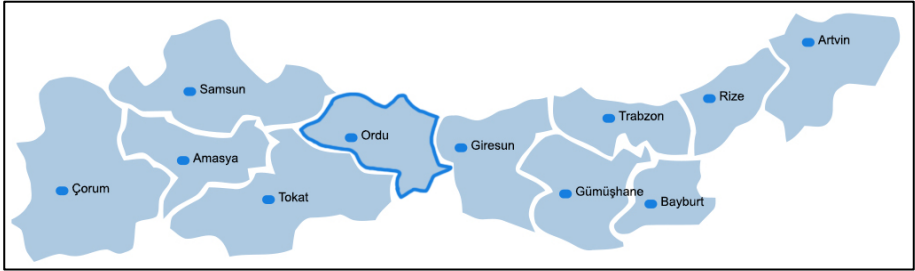 Artvin
Samsun
Rize
Trabzon
Ordu
Giresun
Amasya
Çorum
Gümüşhane
Tokat
Bayburt